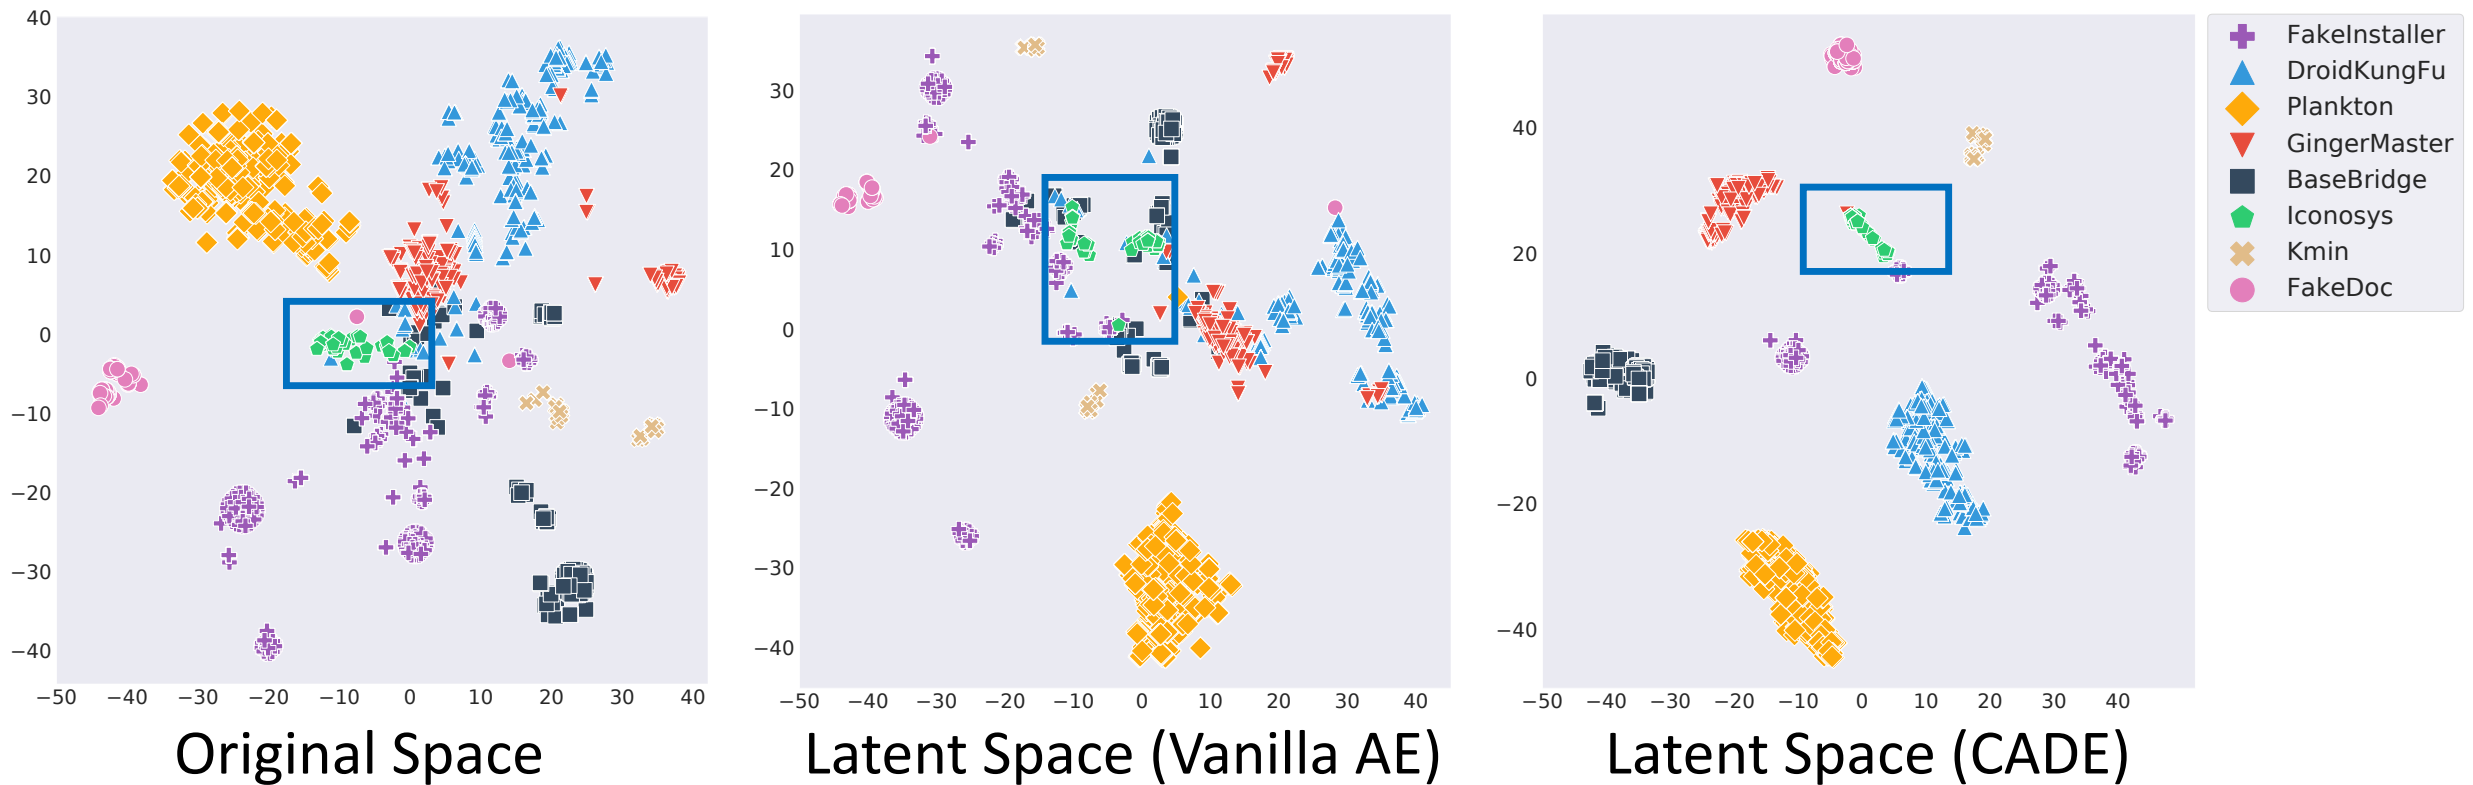 40
30
20
10
0
−10
−20
−30
−40
−50 −40 −30 −20 −10 0 10 20 30 40
Original Space
30
20
10
0
−10
−20
−30
−40
−50 −40 −30 −20 −10 0 10 20 30 40
Latent Space (Vanilla AE)
40
20
0
−20
−40
−50 −40 −30 −20 −10 0 10 20 30 40
Latent Space (CADE)
FakeInstaller
DroidKungFu
Plankton
GingerMaster
BaseBridge
Iconosys
Kmin
FakeDoc